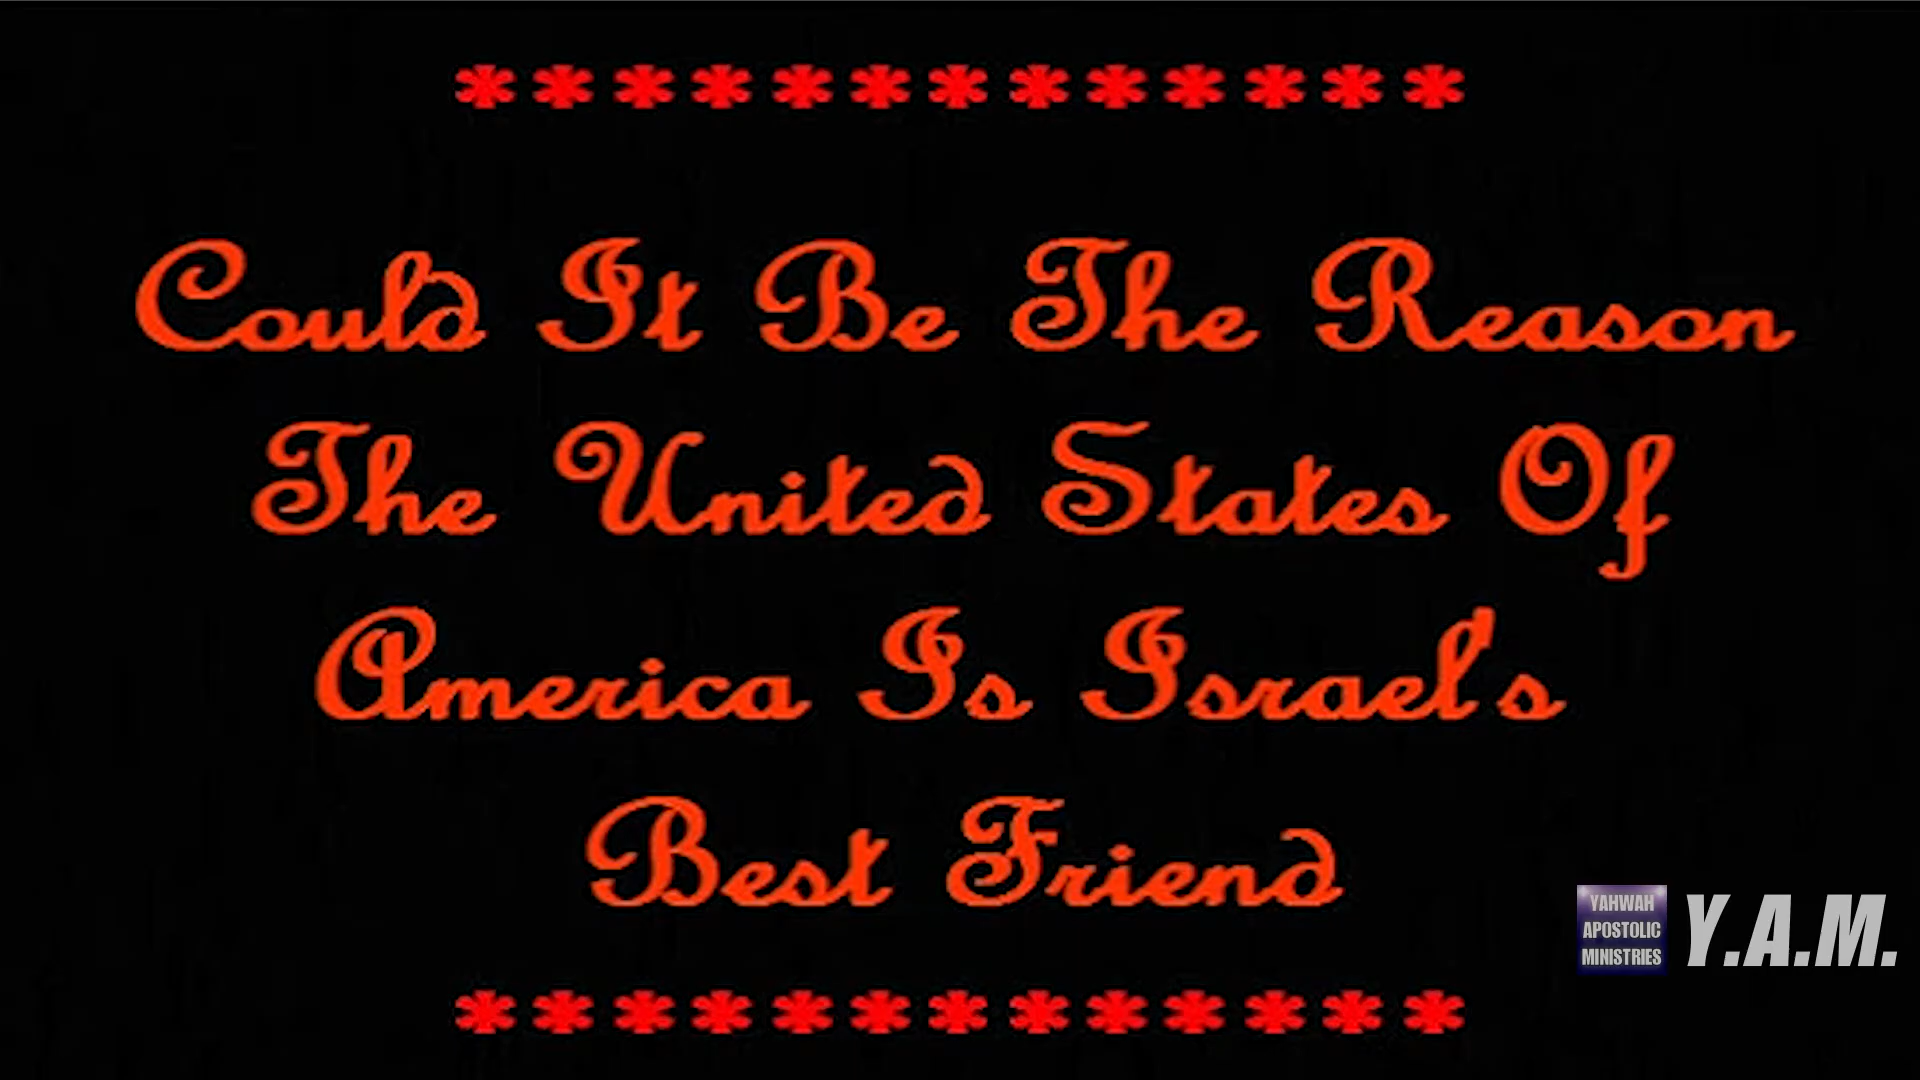 *************
Could It Be The Reason
The United States Of
America Is Israel's
Best Friend
YAHWAH
APOSTOLIC
MINISTRIES
Y.A.M.
*************